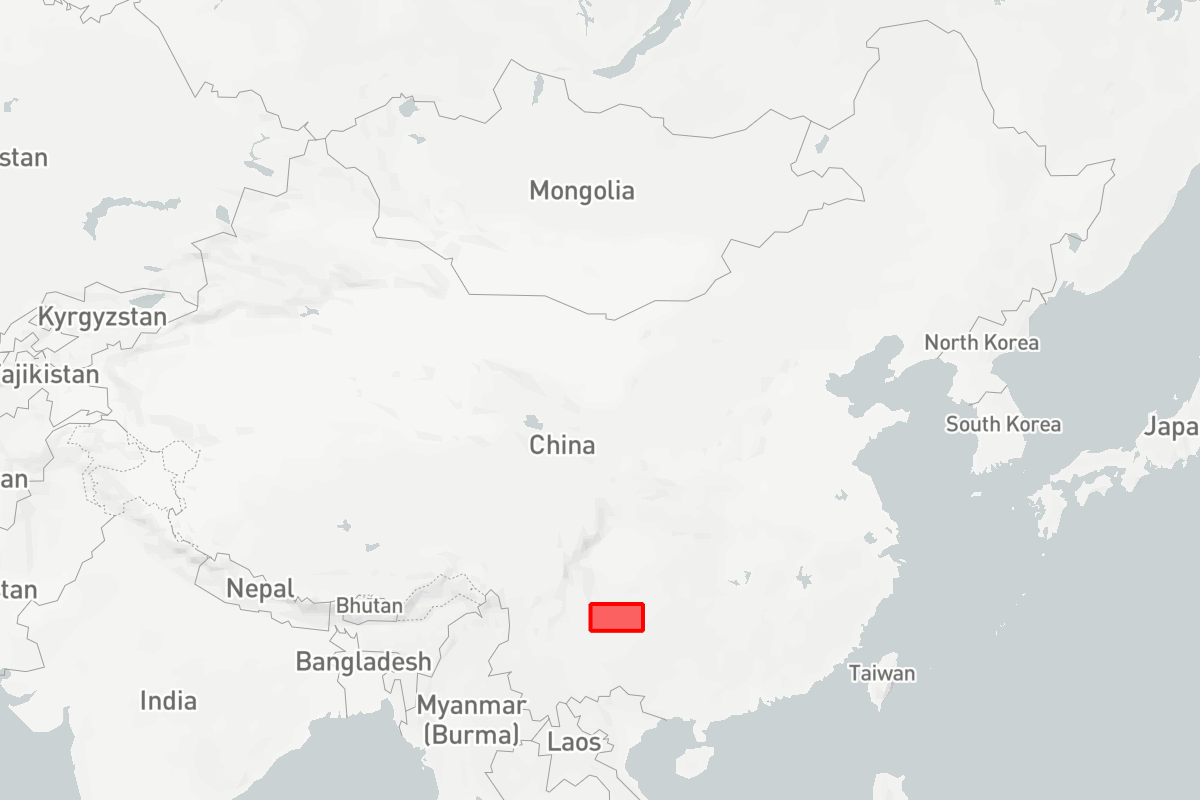 stan
Mongolia
Kyrgyzstan
North Korea
ajikistan
South Korea
Japa
China
an
stan
Nepal
Bhutan
Bangladesh
Taiwan
India
Myanmar
(Burma)
Laos